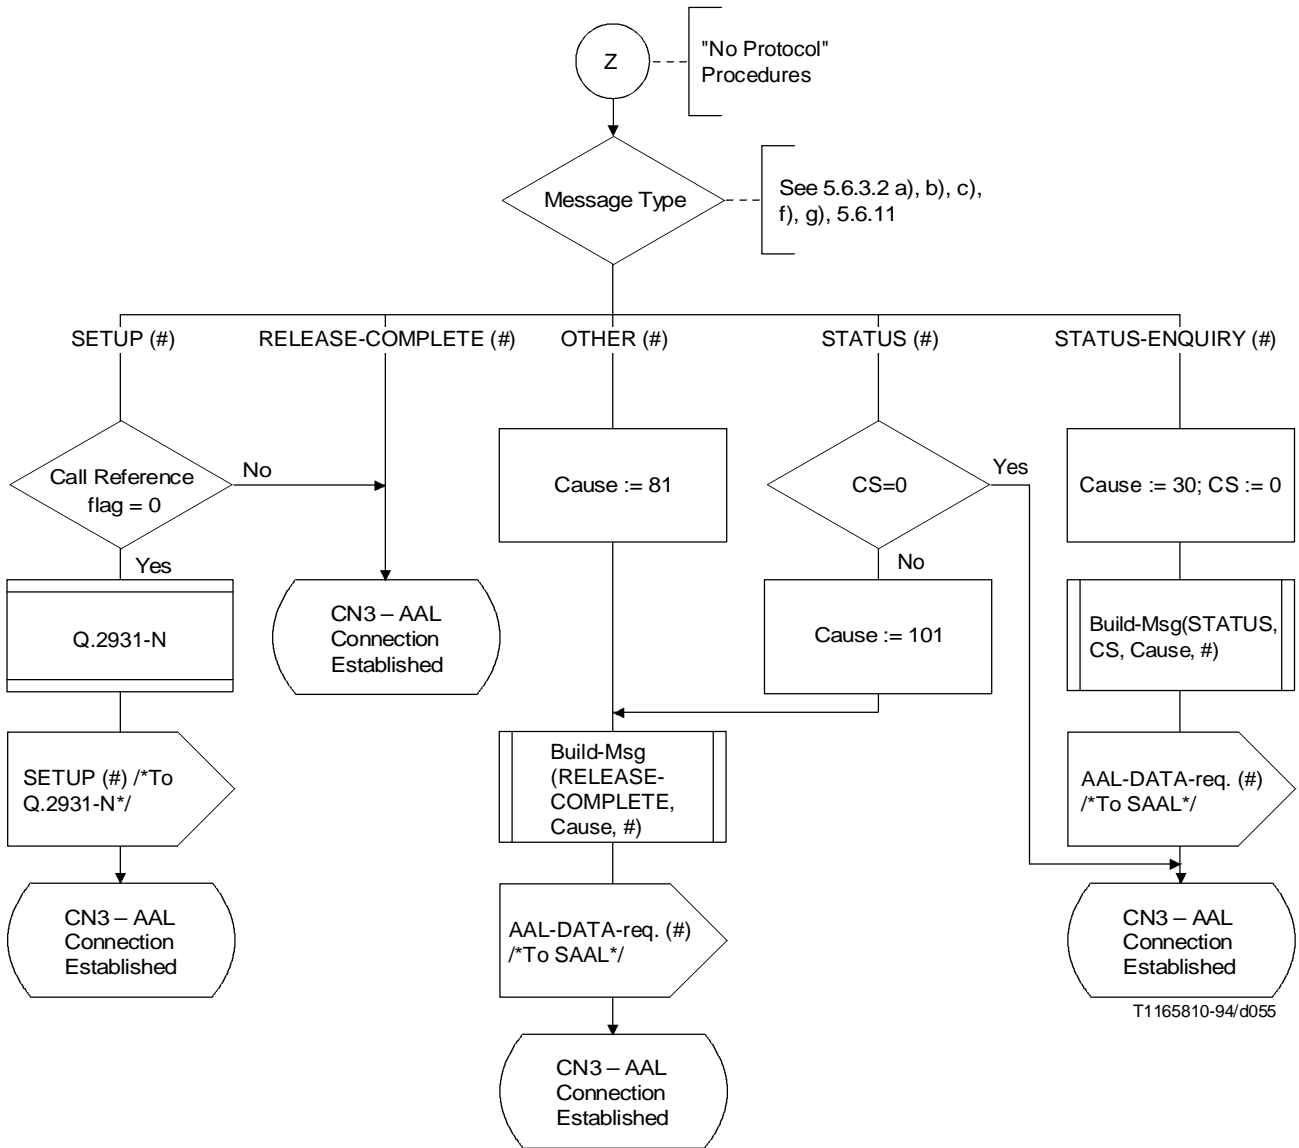 Z
"No Protocol"
Procedures
Message Type
See 5.6.3.2 a), b), c),
f), g), 5.6.11
SETUP (#)
RELEASE-COMPLETE (#)
OTHER (#)
STATUS (#)
STATUS-ENQUIRY (#)
Call Reference
flag = 0
No
Yes
Cause := 81
CS=0
Yes
No
Cause := 30; CS := 0
Q.2931-N
CN3 – AAL
Connection
Established
Cause := 101
Build-Msg(STATUS,
CS, Cause, #)
SETUP (#) /*To
Q.2931-N*/
Build-Msg
(RELEASE-
COMPLETE,
Cause, #)
AAL-DATA-req. (#)
/*To SAAL*/
CN3 – AAL
Connection
Established
AAL-DATA-req. (#)
/*To SAAL*/
CN3 – AAL
Connection
Established
T1165810-94/d055
CN3 – AAL
Connection
Established